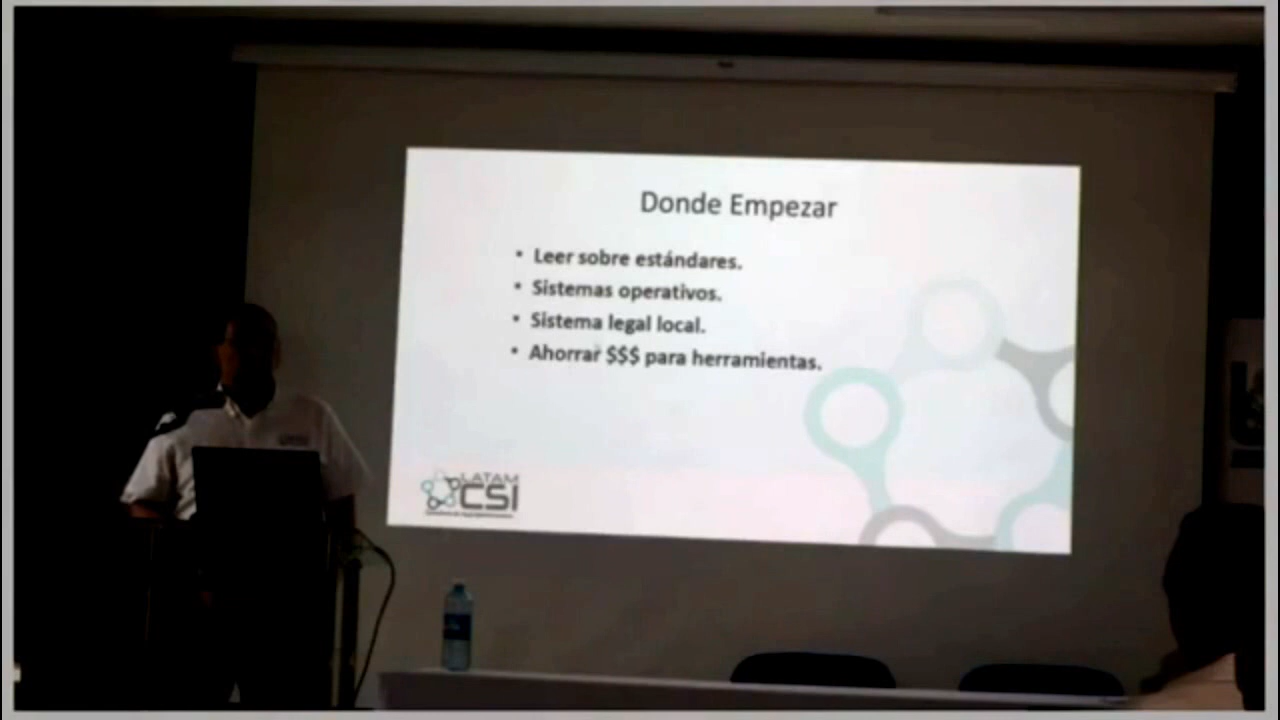 Donde Empezar
• Leer sobre estándares.
• Sistemas operativos.
• Sistema legal local.
• Ahorrar $$$ para herramientas.
LATAM
CSI